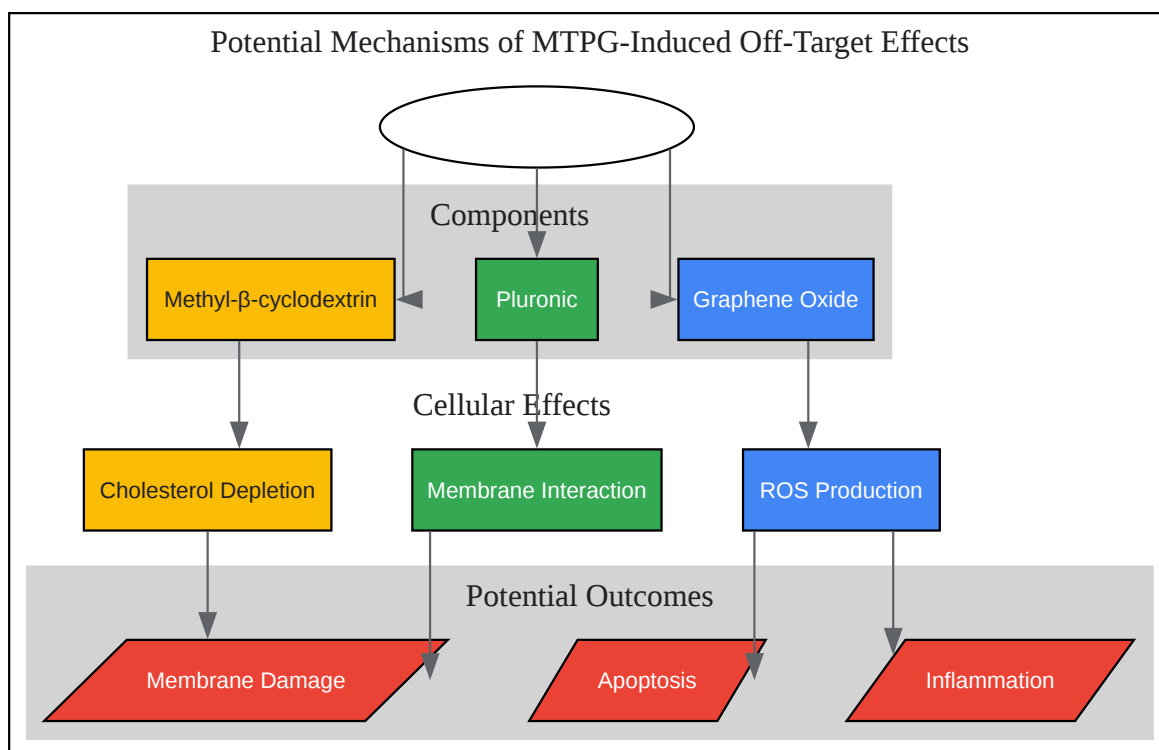 Potential Mechanisms of MTPG-Induced Off-Target Effects
Components
Methyl-β-cyclodextrin
Pluronic
Graphene Oxide
Cellular Effects
Cholesterol Depletion
Membrane Interaction
ROS Production
Potential Outcomes
Membrane Damage
Apoptosis
Inflammation